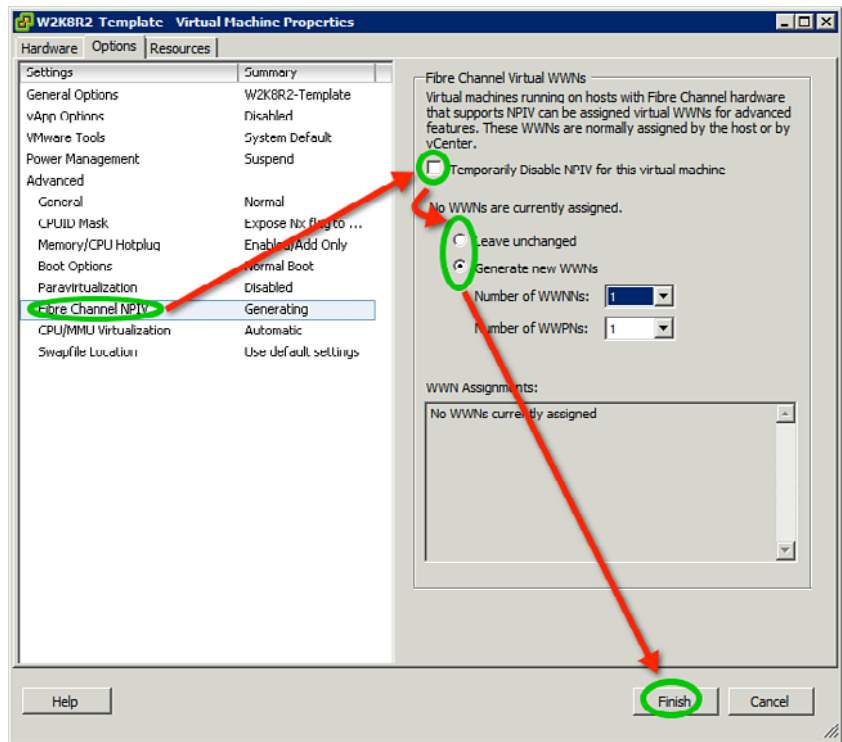 W2K8R2 Template Virtual Machine Properties
Hardware Options Resources
Settings Summary
General Options W2K8R2-Template
vApp Options Disabled
VMware Tools System Default
Power Management Suspend
Advanced
General Normal
CPUID Mask Expose Nx flag to ...
Memory/CPU Hotplug Enabled/Add Only
Boot Options Normal Boot
Paravirtualization Disabled
Fibre Channel NPIV Generating
CPU/MMU Virtualization Automatic
Swapfile Location Use default settings
Fibre Channel Virtual WWNs
Virtual machines running on hosts with Fibre Channel hardware
that supports NPIV can be assigned virtual WWNs for advanced
features. These WWNs are normally assigned by the host or by
vCenter.
Temporarily Disable NPIV for this virtual machine
No WWNs are currently assigned.
Leave unchanged
Generate new WWNs
Number of WWNNs: 1
Number of WWPNs: 1
WWN Assignments:
No WWNs currently assigned
Help Finish Cancel